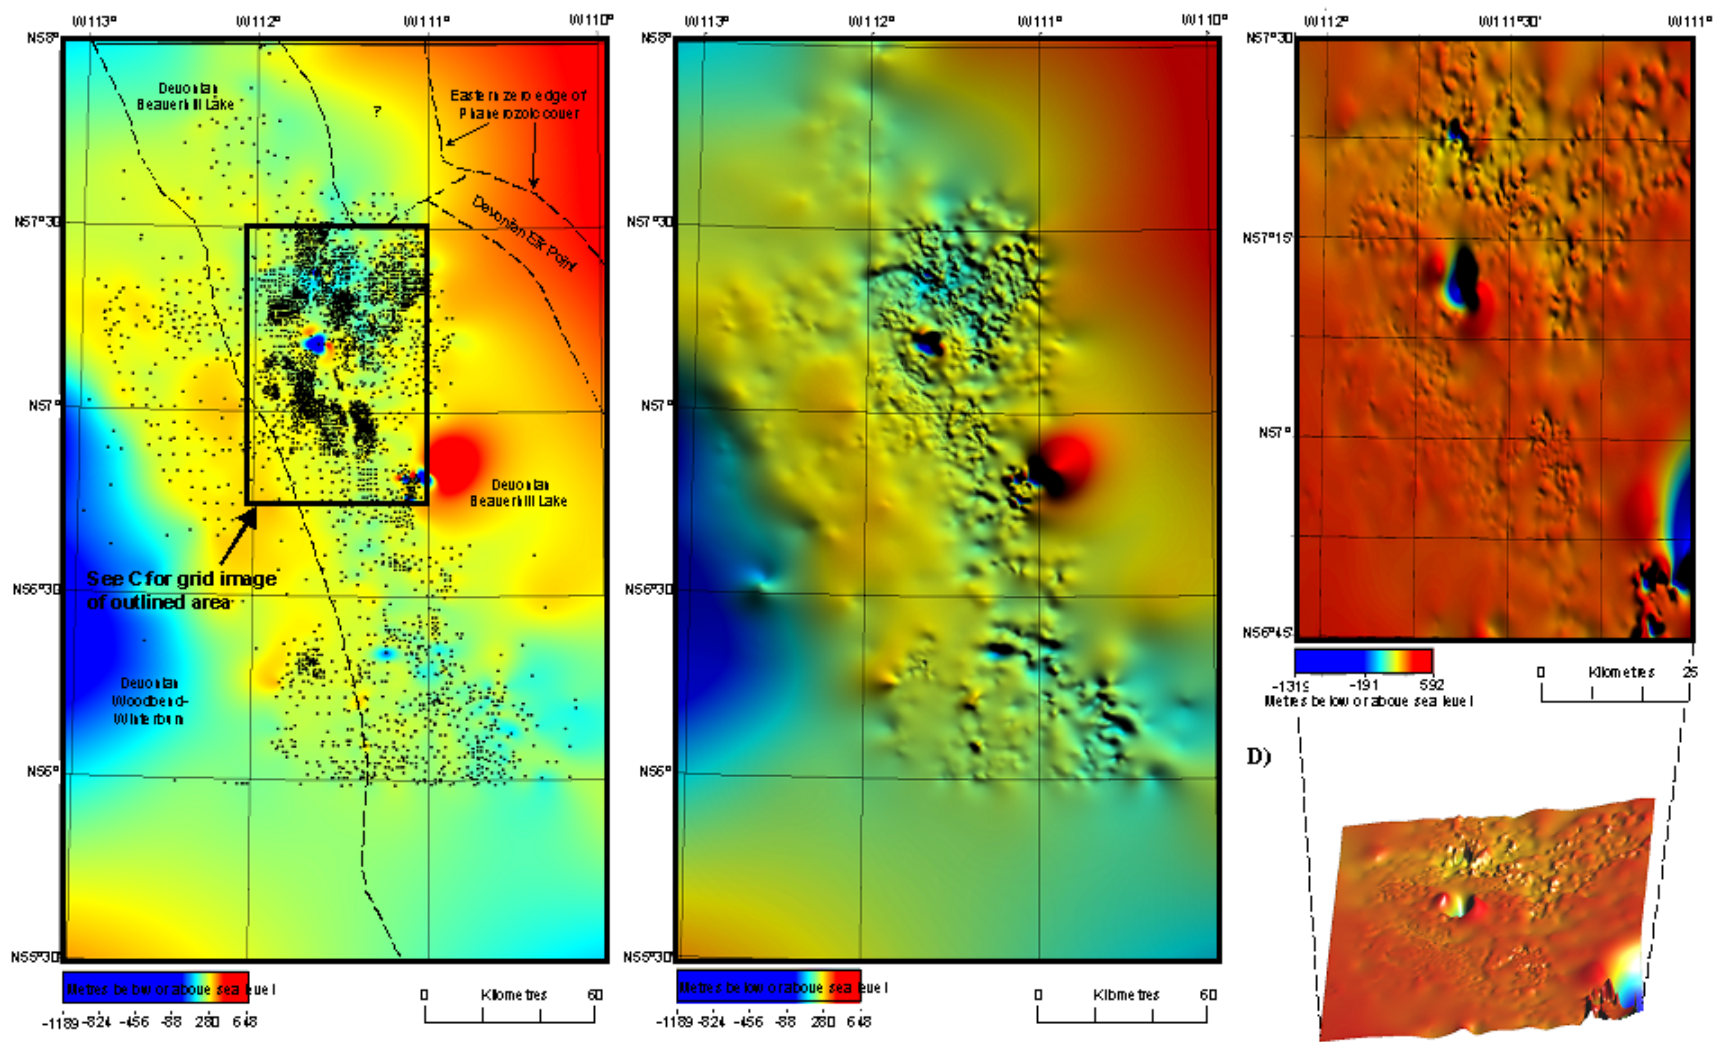 W113° W112° W111° W110°
N58°
Devonian
Beaverhill Lake
?
Eastern zero edge of
Phanerozoic cover
N57°30'
Devonian Elk Point
N57°
Devonian
Beaverhill Lake
See C for grid image
of outlined area
N56°30'
Devonian
Woodbend-
Winterburn
N56°
N55°30'
Metres below or above sea level
-1189 -824 -456 -88 280 648
0 Kilometres 60
W113° W112° W111° W110°
N58°
N57°30'
N57°
N56°30'
N56°
N55°30'
Metres below or above sea level
-1189 -824 -456 -88 280 648
0 Kilometres 60
W112° W111°30' W111°
N57°30'
N57°15'
N57°
N56°45'
-1319 -191 592
Metres below or above sea level
0 Kilometres 25
D)